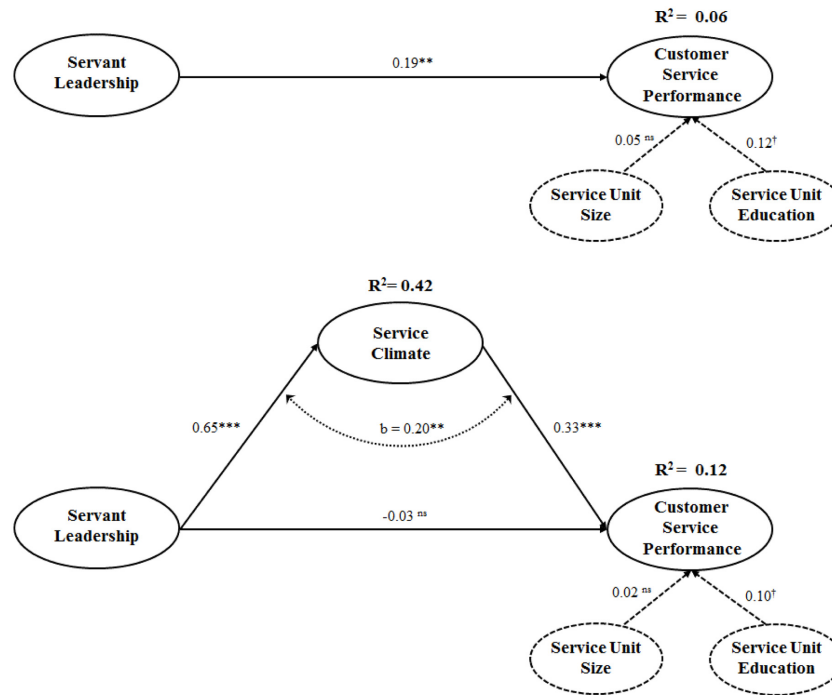 R² = 0.06
Servant
Leadership
0.19**
Customer
Service
Performance
0.05 ns
0.12†
Service Unit
Size
Service Unit
Education
R²= 0.42
Service
Climate
0.65***
b = 0.20**
0.33***
R² = 0.12
Servant
Leadership
-0.03 ns
Customer
Service
Performance
0.02 ns
0.10†
Service Unit
Size
Service Unit
Education